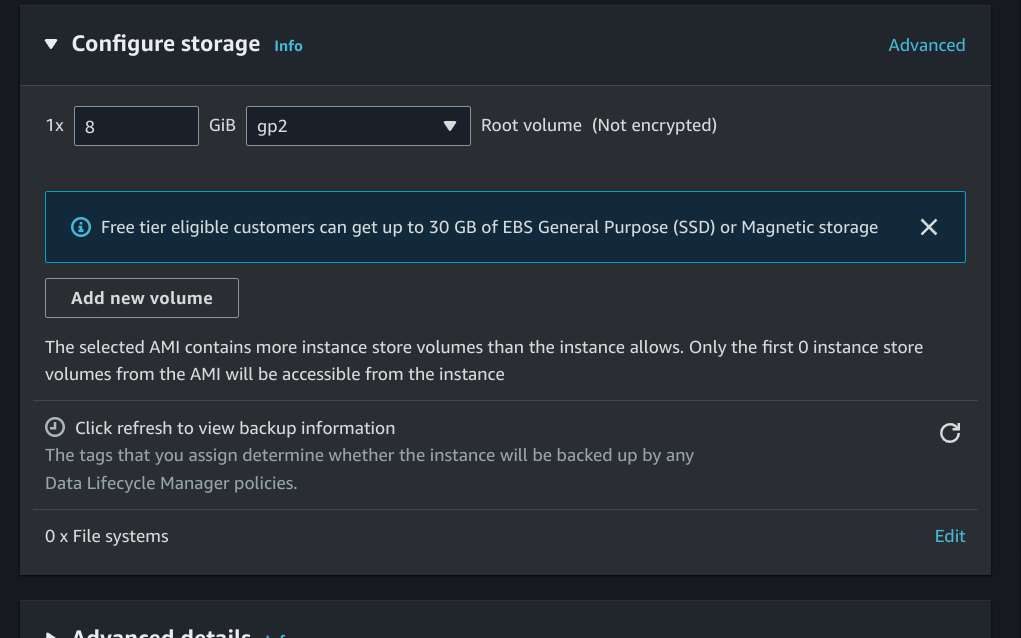 Configure storage Info Advanced
1x 8 GiB gp2 Root volume (Not encrypted)
Free tier eligible customers can get up to 30 GB of EBS General Purpose (SSD) or Magnetic storage
Add new volume
The selected AMI contains more instance store volumes than the instance allows. Only the first 0 instance store
volumes from the AMI will be accessible from the instance
Click refresh to view backup information
The tags that you assign determine whether the instance will be backed up by any
Data Lifecycle Manager policies.
0 x File systems Edit
Advanced details Info